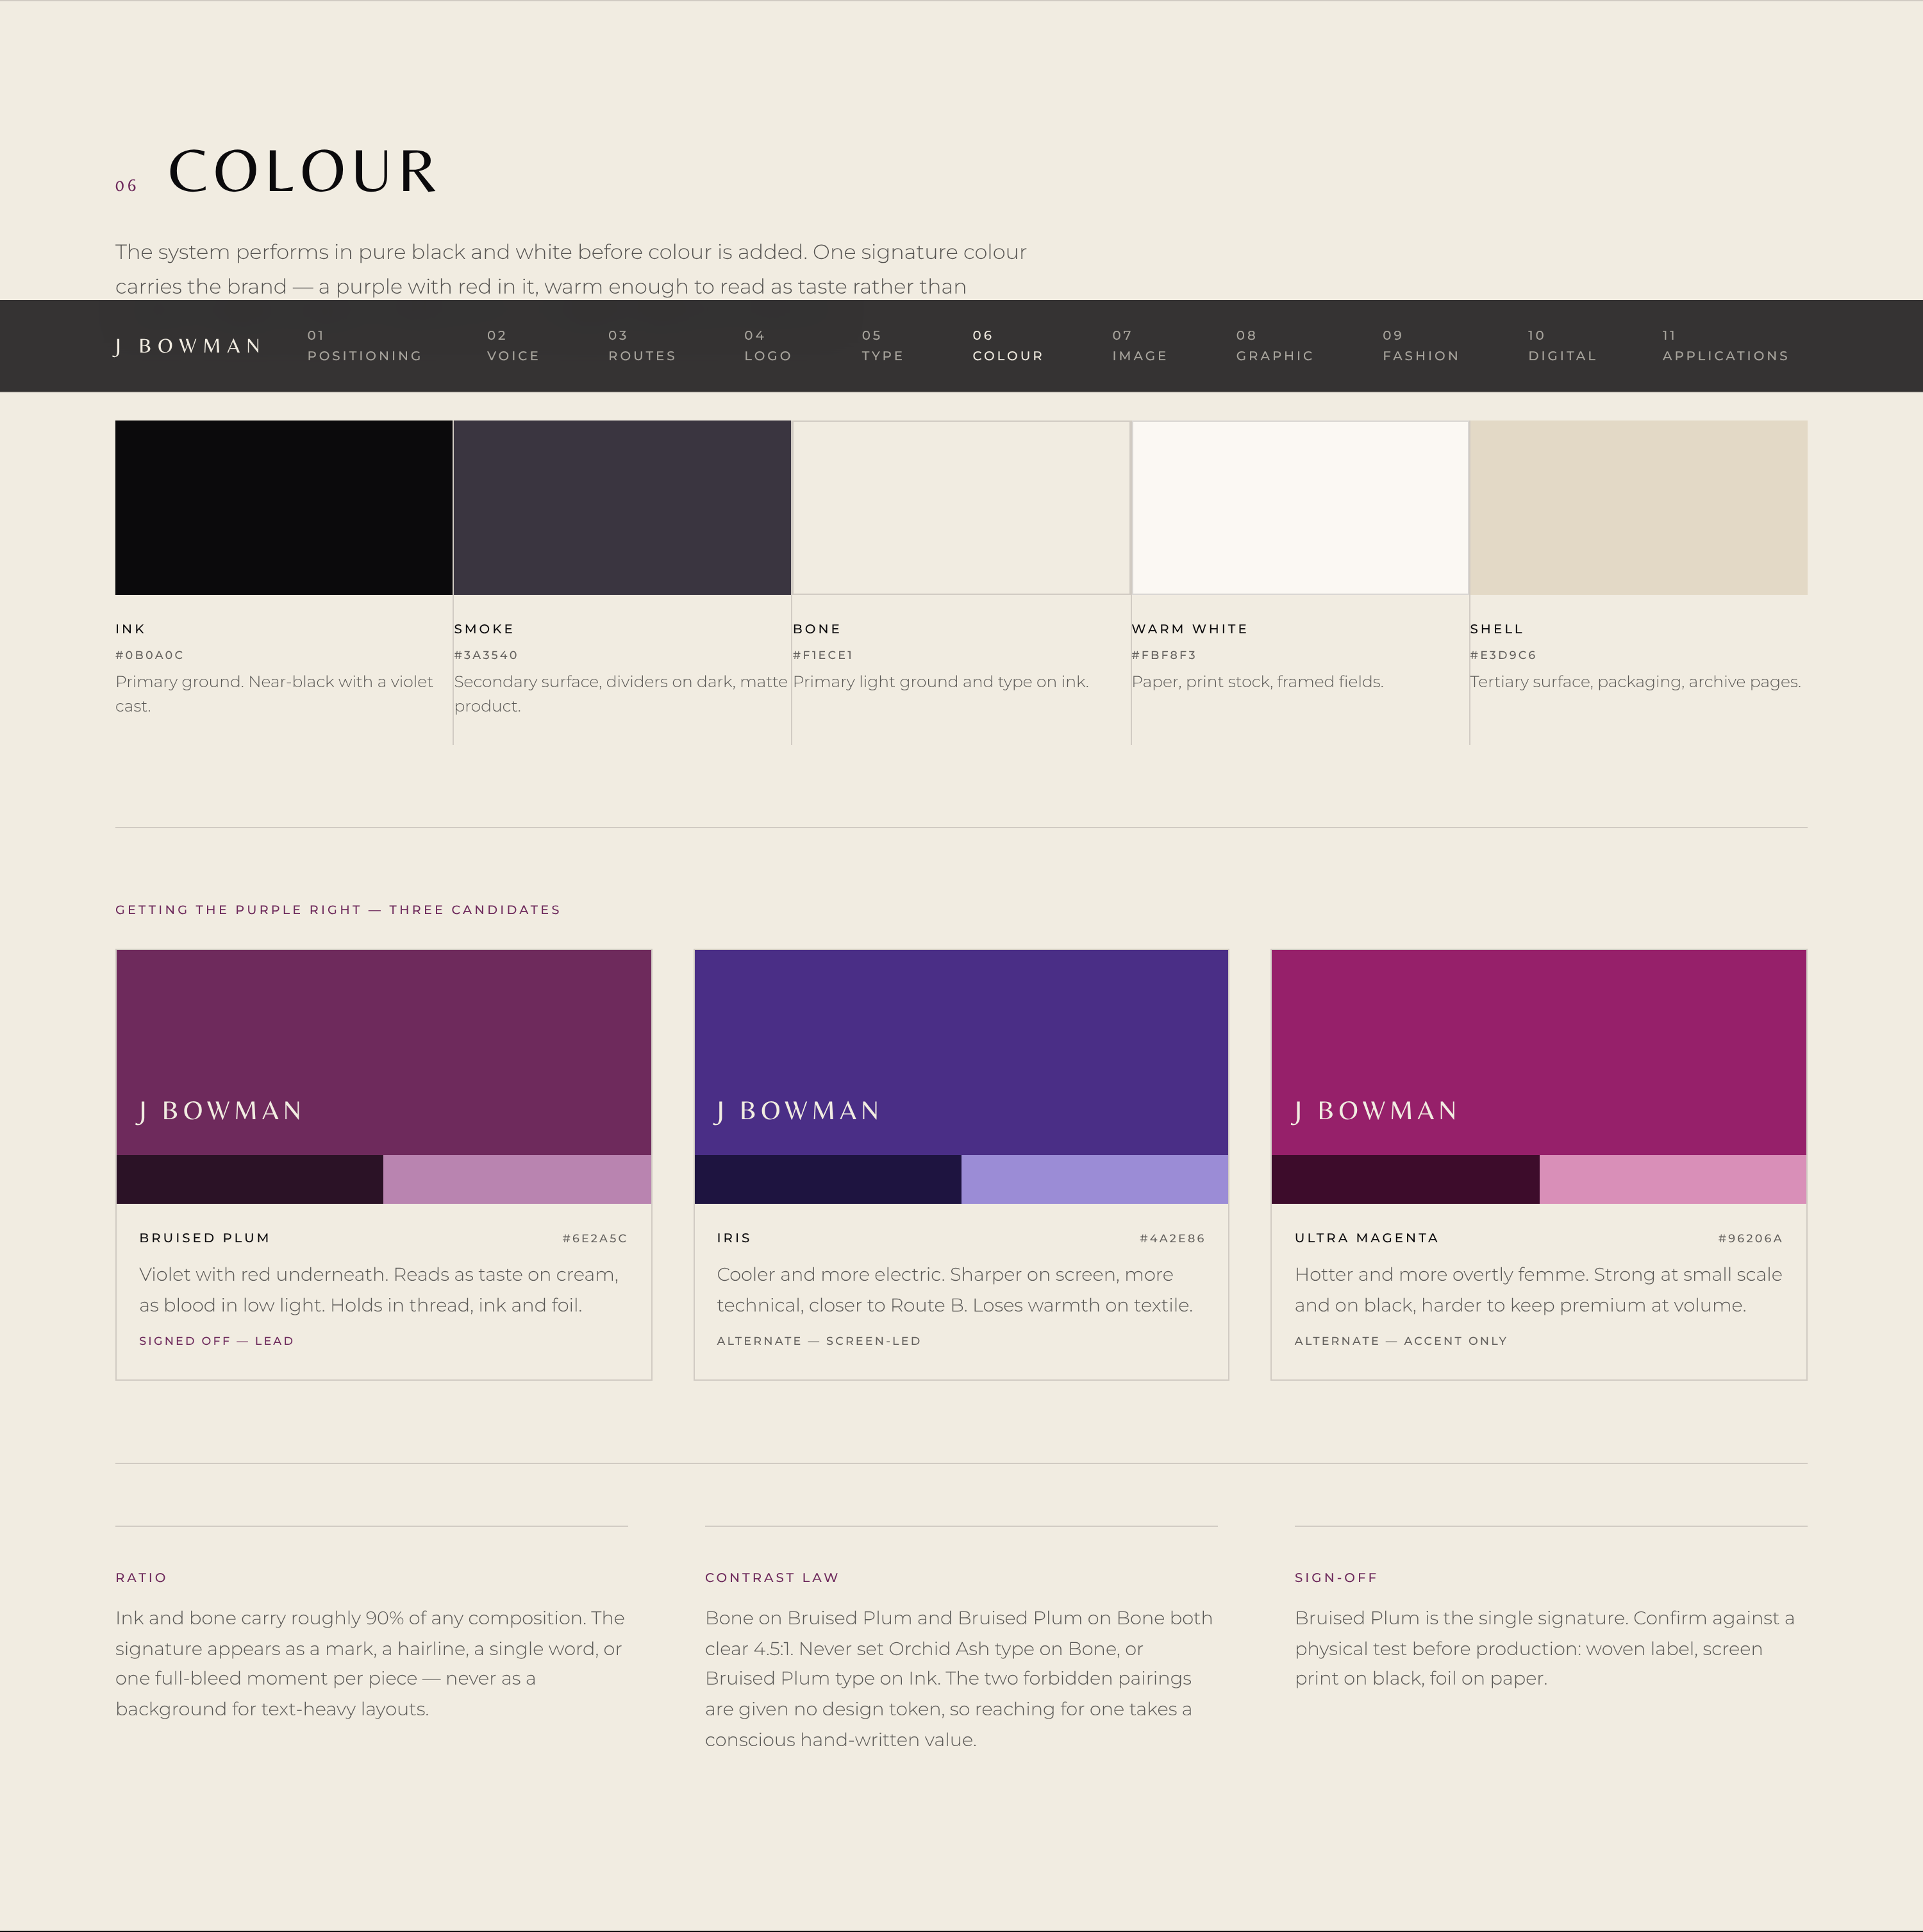 06 COLOUR
The system performs in pure black and white before colour is added. One signature colour
carries the brand — a purple with red in it, warm enough to read as taste rather than
J BOWMAN
01
POSITIONING
02
VOICE
03
ROUTES
04
LOGO
05
TYPE
06
COLOUR
07
IMAGE
08
GRAPHIC
09
FASHION
10
DIGITAL
11
APPLICATIONS
INK
#0B0A0C
Primary ground. Near-black with a violet
cast.
SMOKE
#3A3540
Secondary surface, dividers on dark, matte
product.
BONE
#F1ECE1
Primary light ground and type on ink.
WARM WHITE
#FBF8F3
Paper, print stock, framed fields.
SHELL
#E3D9C6
Tertiary surface, packaging, archive pages.
GETTING THE PURPLE RIGHT — THREE CANDIDATES
J BOWMAN
BRUISED PLUM #6E2A5C
Violet with red underneath. Reads as taste on cream,
as blood in low light. Holds in thread, ink and foil.
SIGNED OFF — LEAD
J BOWMAN
IRIS #4A2E86
Cooler and more electric. Sharper on screen, more
technical, closer to Route B. Loses warmth on textile.
ALTERNATE — SCREEN-LED
J BOWMAN
ULTRA MAGENTA #96206A
Hotter and more overtly femme. Strong at small scale
and on black, harder to keep premium at volume.
ALTERNATE — ACCENT ONLY
RATIO
Ink and bone carry roughly 90% of any composition. The
signature appears as a mark, a hairline, a single word, or
one full-bleed moment per piece — never as a
background for text-heavy layouts.
CONTRAST LAW
Bone on Bruised Plum and Bruised Plum on Bone both
clear 4.5:1. Never set Orchid Ash type on Bone, or
Bruised Plum type on Ink. The two forbidden pairings
are given no design token, so reaching for one takes a
conscious hand-written value.
SIGN-OFF
Bruised Plum is the single signature. Confirm against a
physical test before production: woven label, screen
print on black, foil on paper.